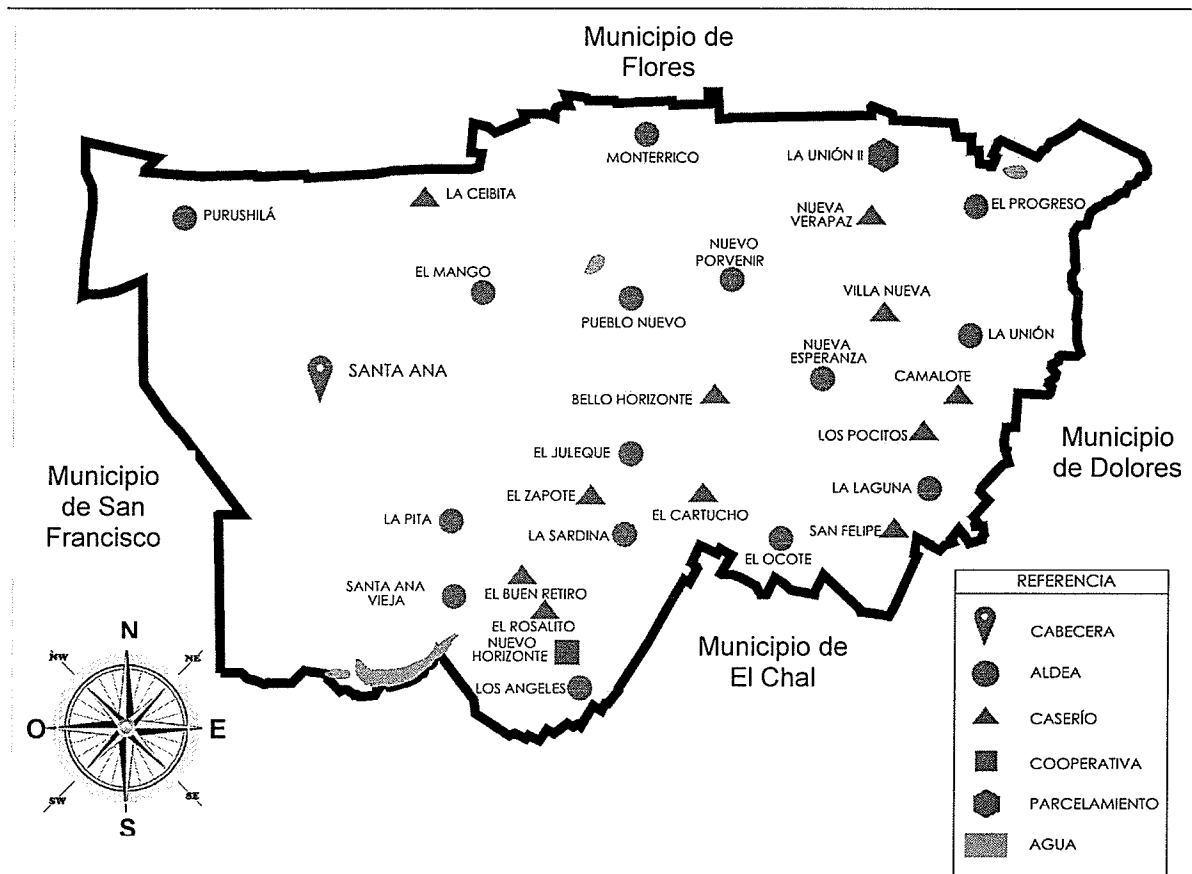 Municipio de
Flores
MONTERRICO
LA UNIÓN II
LA CEIBITA
PURUSHILÁ
NUEVA
VERAPAZ
EL PROGRESO
NUEVO
PORVENIR
EL MANGO
VILLA NUEVA
PUEBLO NUEVO
LA UNIÓN
NUEVA
ESPERANZA
SANTA ANA
CAMALOTE
BELLO HORIZONTE
LOS POCITOS
Municipio
de Dolores
EL JULEQUE
Municipio
de San
Francisco
LA LAGUNA
EL ZAPOTE
EL CARTUCHO
LA PITA
LA SARDINA
SAN FELIPE
EL OCOTE
SANTA ANA
VIEJA
EL BUEN RETIRO
EL ROSALITO
NUEVO
HORIZONTE
LOS ANGELES
Municipio de
El Chal
N
NW
NE
O
E
SW
SE
S
REFERENCIA
CABECERA
ALDEA
CASERÍO
COOPERATIVA
PARCELAMIENTO
AGUA